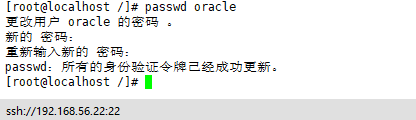 [root@localhost /]# passwd oracle
更改用户 oracle 的密码 。
新的 密码：
重新输入新的 密码：
passwd：所有的身份验证令牌已经成功更新。
[root@localhost /]#
ssh://192.168.56.22:22